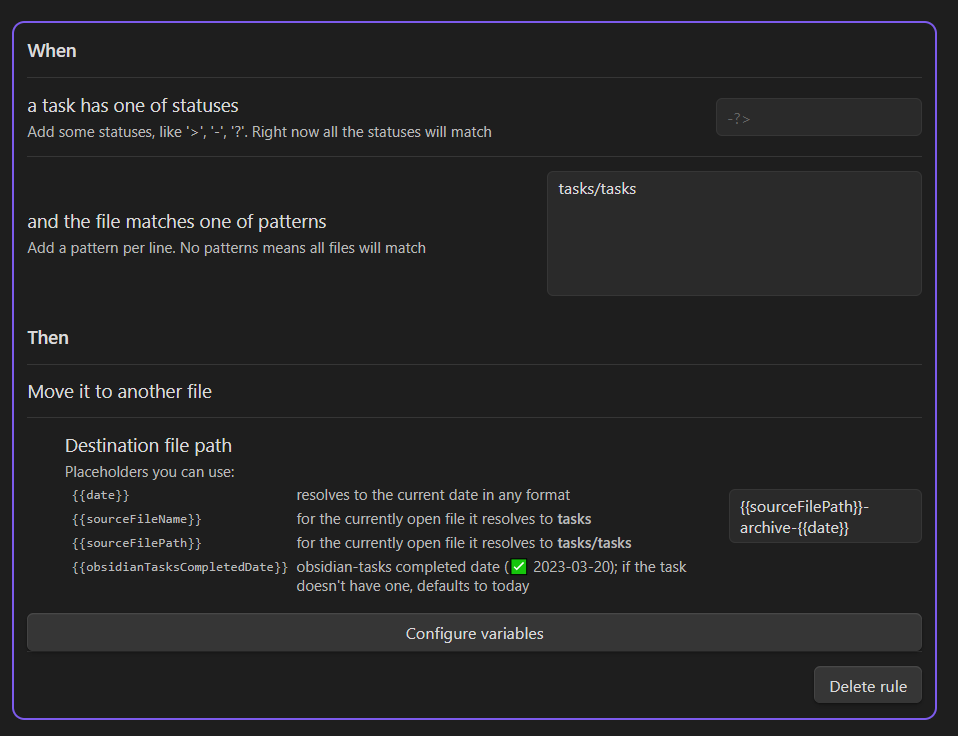 When
a task has one of statuses
Add some statuses, like '>', '-', '?'. Right now all the statuses will match
-?>
and the file matches one of patterns
Add a pattern per line. No patterns means all files will match
tasks/tasks
Then
Move it to another file
Destination file path
Placeholders you can use:
{{date}} resolves to the current date in any format
{{sourceFileName}} for the currently open file it resolves to tasks
{{sourceFilePath}} for the currently open file it resolves to tasks/tasks
{{obsidianTasksCompletedDate}} obsidian-tasks completed date (✅ 2023-03-20); if the task
doesn't have one, defaults to today
{{sourceFilePath}}-
archive-{{date}}
Configure variables
Delete rule